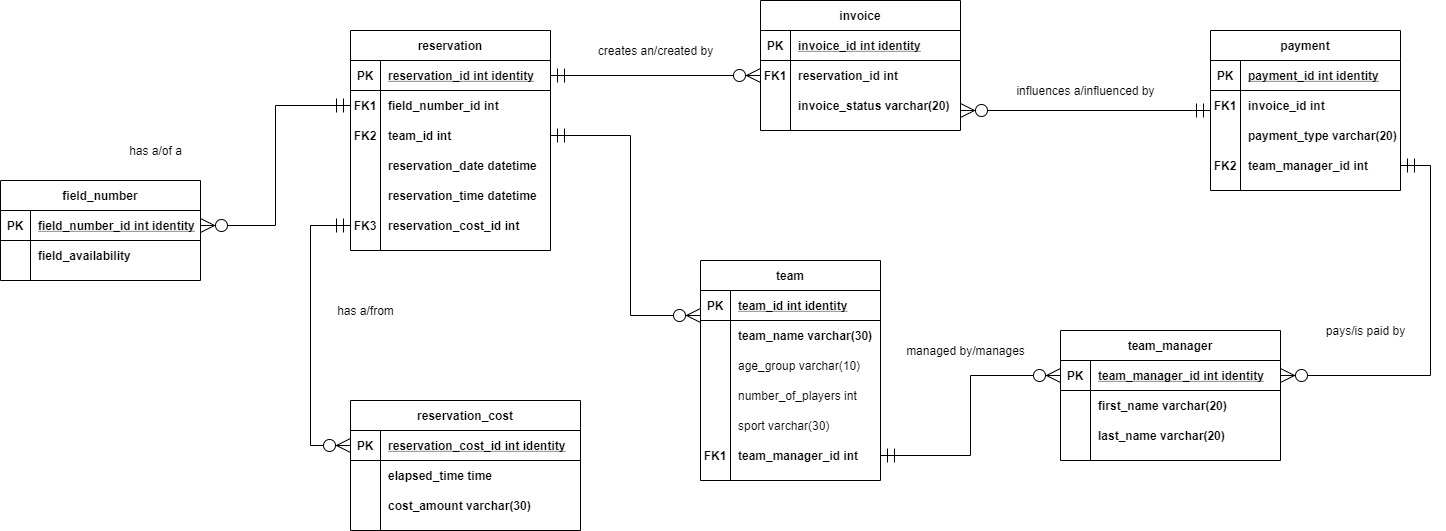 invoice
PK invoice_id int identity
FK1 reservation_id int
invoice_status varchar(20)
creates an/created by
reservation
PK reservation_id int identity
FK1 field_number_id int
FK2 team_id int
reservation_date datetime
reservation_time datetime
FK3 reservation_cost_id int
influences a/influenced by
payment
PK payment_id int identity
FK1 invoice_id int
payment_type varchar(20)
FK2 team_manager_id int
has a/of a
field_number
PK field_number_id int identity
field_availability
has a/from
team
PK team_id int identity
team_name varchar(30)
age_group varchar(10)
number_of_players int
sport varchar(30)
FK1 team_manager_id int
managed by/manages
pays/is paid by
team_manager
PK team_manager_id int identity
first_name varchar(20)
last_name varchar(20)
reservation_cost
PK reservation_cost_id int identity
elapsed_time time
cost_amount varchar(30)